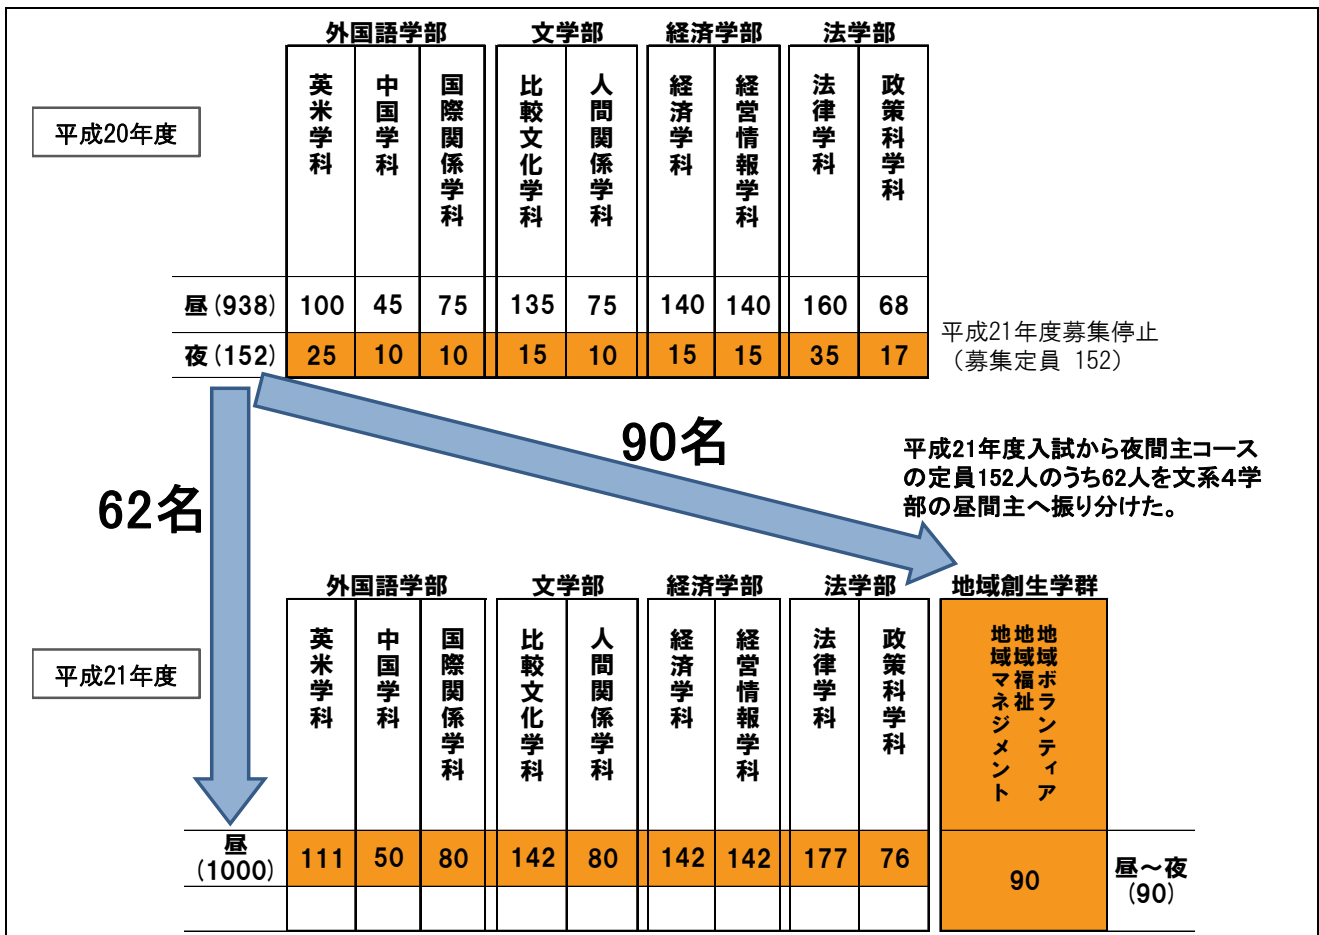 外国語学部 文学部 経済学部 法学部
平成20年度
英米学科 中国学科 国際関係学科 比較文化学科 人間関係学科 経済学科 経営情報学科 法律学科 政策科学科
昼(938) 100 45 75 135 75 140 140 160 68
夜(152) 25 10 10 15 10 15 15 35 17
平成21年度募集停止
(募集定員 152)
90名
62名
平成21年度入試から夜間主コース
の定員152人のうち62人を文系4学
部の昼間主へ振り分けた。
外国語学部 文学部 経済学部 法学部 地域創生学群
平成21年度
英米学科 中国学科 国際関係学科 比較文化学科 人間関係学科 経済学科 経営情報学科 法律学科 政策科学科
地域ボランティア
地域福祉
地域マネジメント
昼
(1000) 111 50 80 142 80 142 142 177 76
90
昼～夜
(90)